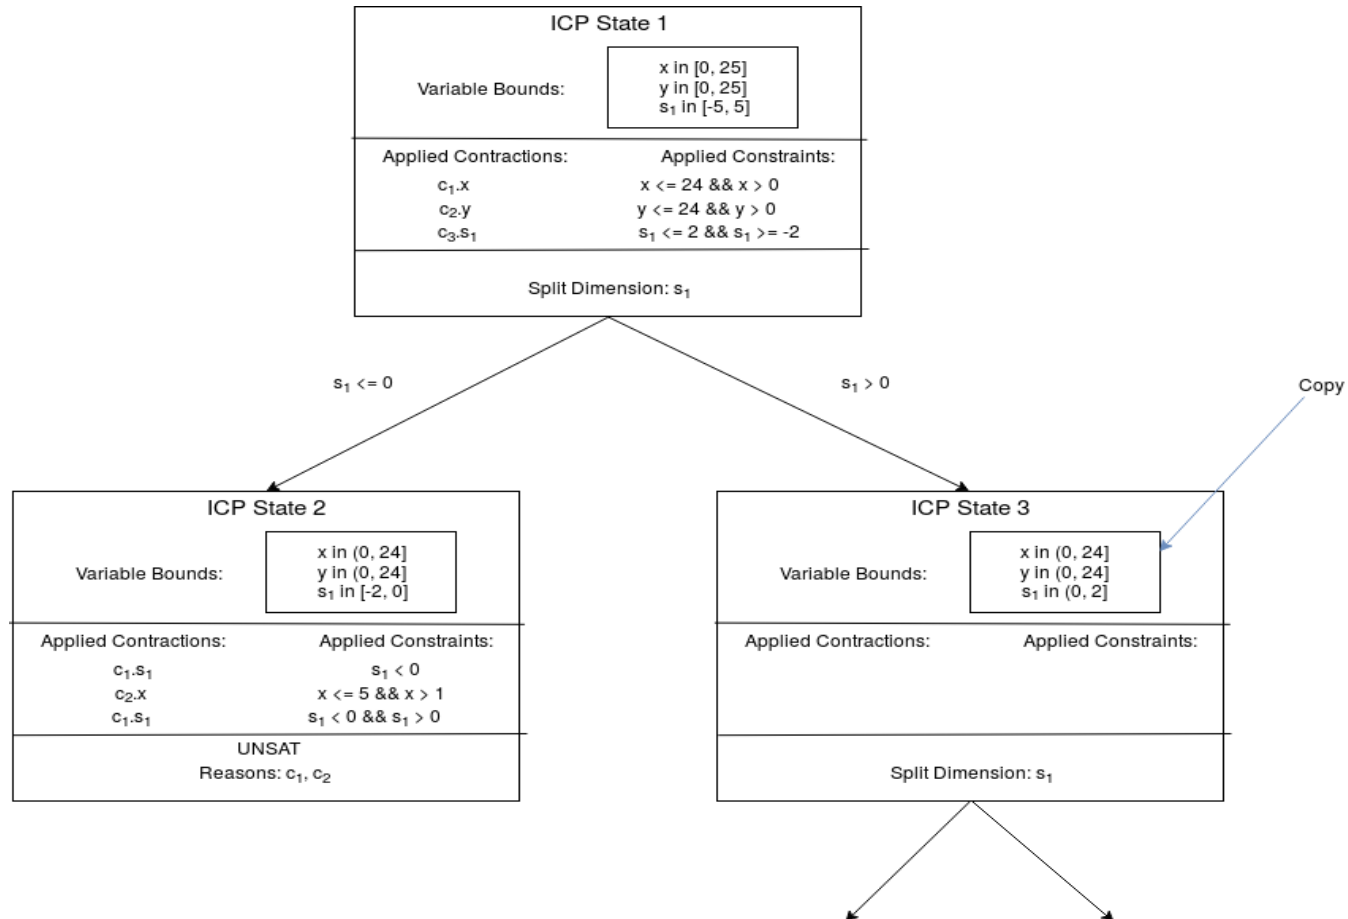 ICP State 1
Variable Bounds:
x in [0, 25]
y in [0, 25]
s₁ in [-5, 5]
Applied Contractions: Applied Constraints:
c₁.x x <= 24 && x > 0
c₂.y y <= 24 && y > 0
c₃.s₁ s₁ <= 2 && s₁ >= -2
Split Dimension: s₁
s₁ <= 0
s₁ > 0
Copy
ICP State 2
Variable Bounds:
x in (0, 24]
y in (0, 24]
s₁ in [-2, 0]
Applied Contractions: Applied Constraints:
c₁.s₁ s₁ < 0
c₂.x x <= 5 && x > 1
c₁.s₁ s₁ < 0 && s₁ > 0
UNSAT
Reasons: c₁, c₂
ICP State 3
Variable Bounds:
x in (0, 24]
y in (0, 24]
s₁ in (0, 2]
Applied Contractions: Applied Constraints:
Split Dimension: s₁